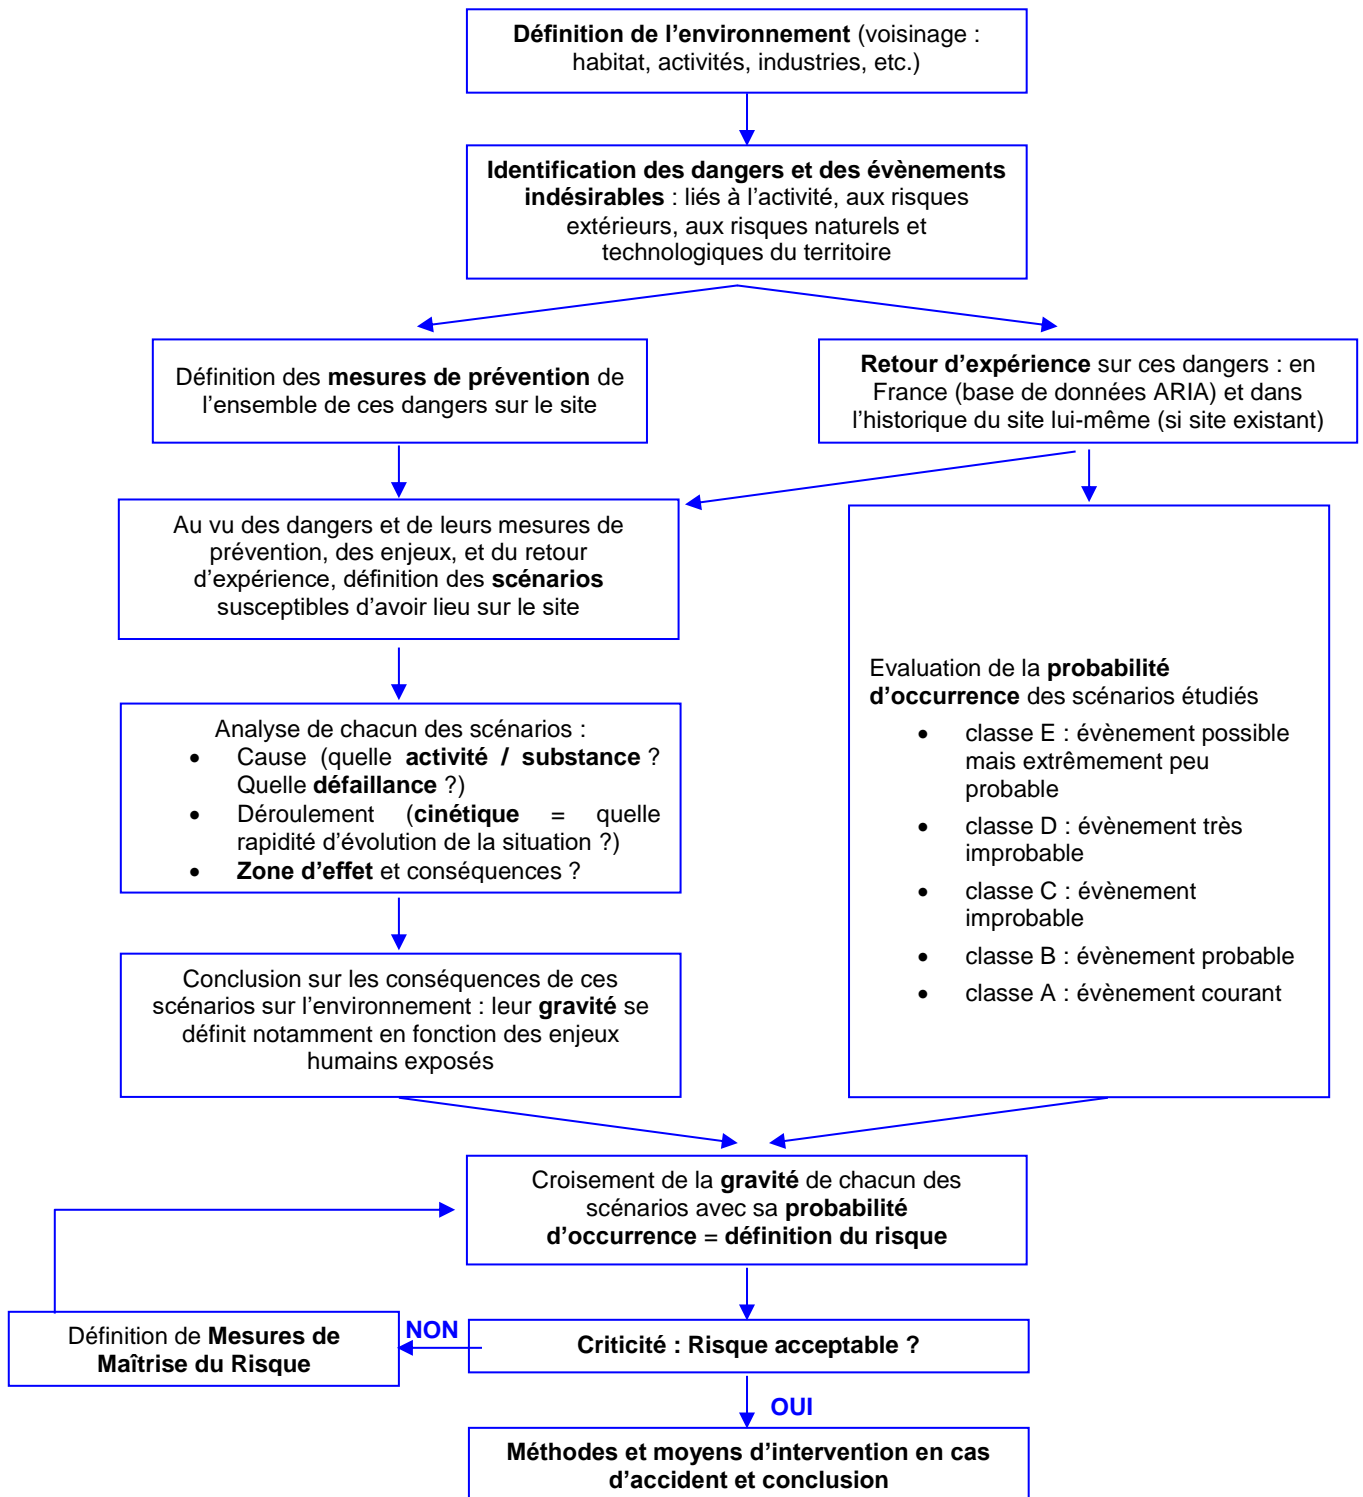 Définition de l’environnement (voisinage :
habitat, activités, industries, etc.)
Identification des dangers et des évènements
indésirables : liés à l’activité, aux risques
extérieurs, aux risques naturels et
technologiques du territoire
Définition des mesures de prévention de
l’ensemble de ces dangers sur le site
Retour d’expérience sur ces dangers : en
France (base de données ARIA) et dans
l’historique du site lui-même (si site existant)
Au vu des dangers et de leurs mesures de
prévention, des enjeux, et du retour
d’expérience, définition des scénarios
susceptibles d’avoir lieu sur le site
Analyse de chacun des scénarios :
• Cause (quelle activité / substance ?
Quelle défaillance ?)
• Déroulement (cinétique = quelle
rapidité d’évolution de la situation ?)
• Zone d’effet et conséquences ?
Evaluation de la probabilité
d’occurrence des scénarios étudiés
• classe E : évènement possible
mais extrêmement peu
probable
• classe D : évènement très
improbable
• classe C : évènement
improbable
• classe B : évènement probable
• classe A : évènement courant
Conclusion sur les conséquences de ces
scénarios sur l’environnement : leur gravité se
définit notamment en fonction des enjeux
humains exposés
Croisement de la gravité de chacun des
scénarios avec sa probabilité
d’occurrence = définition du risque
Définition de Mesures de
Maîtrise du Risque
NON
Criticité : Risque acceptable ?
OUI
Méthodes et moyens d’intervention en cas
d’accident et conclusion